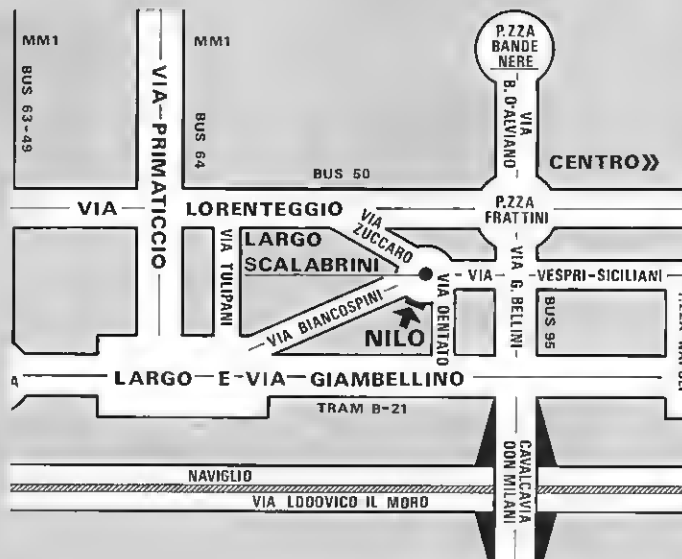 MM1
MM1
P.ZZA
BANDE
NERE
BUS 63-49
VIA PRIMATICCIO
BUS 64
VIA
B. D'ALVIANO
CENTRO»
BUS 50
VIA LORENTEGGIO
P.ZZA
FRATTINI
VIA
ZUCCARO
VIA TULIPANI
LARGO
SCALABRINI
VIA VESPRI-SICILIANI
VIA G. BELLINI
VIA BIANCOSPINI
VIA DENTATO
NILO
BUS 95
LARGO E VIA GIAMBELLINO
TRAM 8-21
CAVALCAVIA
DON MILANI
NAVIGLIO
VIA LODOVICO IL MORO